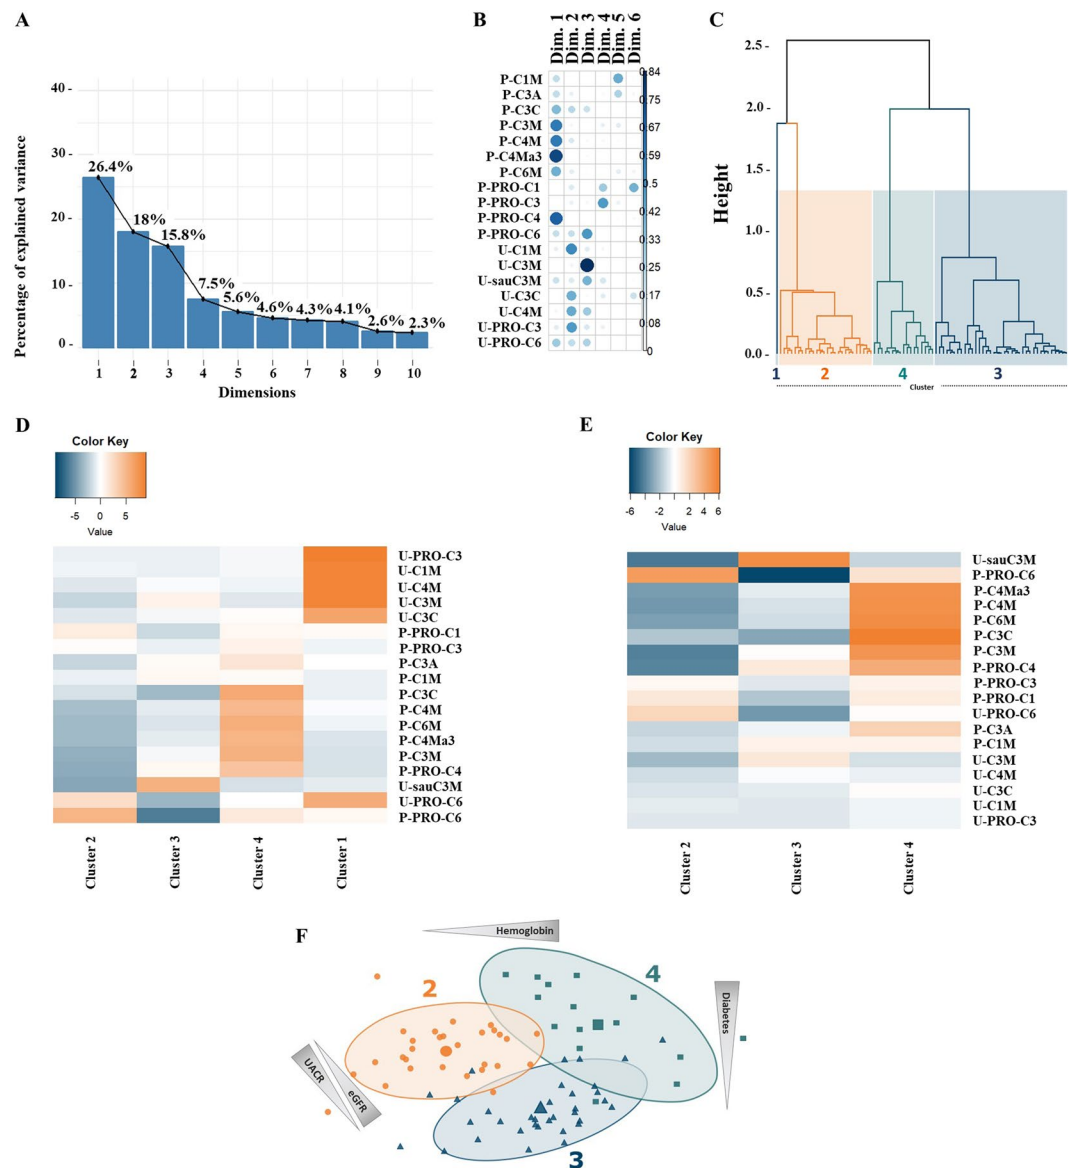 A
Percentage of explained variance
40
30
20
10
0
26.4%
18%
15.8%
7.5%
5.6%
4.6%
4.3%
4.1%
2.6%
2.3%
1 2 3 4 5 6 7 8 9 10
Dimensions
B
Dim. 1
Dim. 2
Dim. 3
Dim. 4
Dim. 5
Dim. 6
P-C1M
P-C3A
P-C3C
P-C3M
P-C4M
P-C4Ma3
P-C6M
P-PRO-C1
P-PRO-C3
P-PRO-C4
P-PRO-C6
U-C1M
U-C3M
U-sauC3M
U-C3C
U-C4M
U-PRO-C3
U-PRO-C6
0.84
0.75
0.67
0.59
0.5
0.42
0.33
0.25
0.17
0.08
0
C
Height
2.5
2.0
1.5
1.0
0.5
0.0
1 2 4 3
Cluster
D
Color Key
-5 0 5
Value
U-PRO-C3
U-C1M
U-C4M
U-C3M
U-C3C
P-PRO-C1
P-PRO-C3
P-C3A
P-C1M
P-C3C
P-C4M
P-C6M
P-C4Ma3
P-C3M
P-PRO-C4
U-sauC3M
U-PRO-C6
P-PRO-C6
Cluster 2
Cluster 3
Cluster 4
Cluster 1
E
Color Key
-6 -2 2 4 6
Value
U-sauC3M
P-PRO-C6
P-C4Ma3
P-C4M
P-C6M
P-C3C
P-C3M
P-PRO-C4
P-PRO-C3
P-PRO-C1
U-PRO-C6
P-C3A
P-C1M
U-C3M
U-C4M
U-C3C
U-C1M
U-PRO-C3
Cluster 2
Cluster 3
Cluster 4
F
Hemoglobin
2
4
Diabetes
UACR
eGFR
3